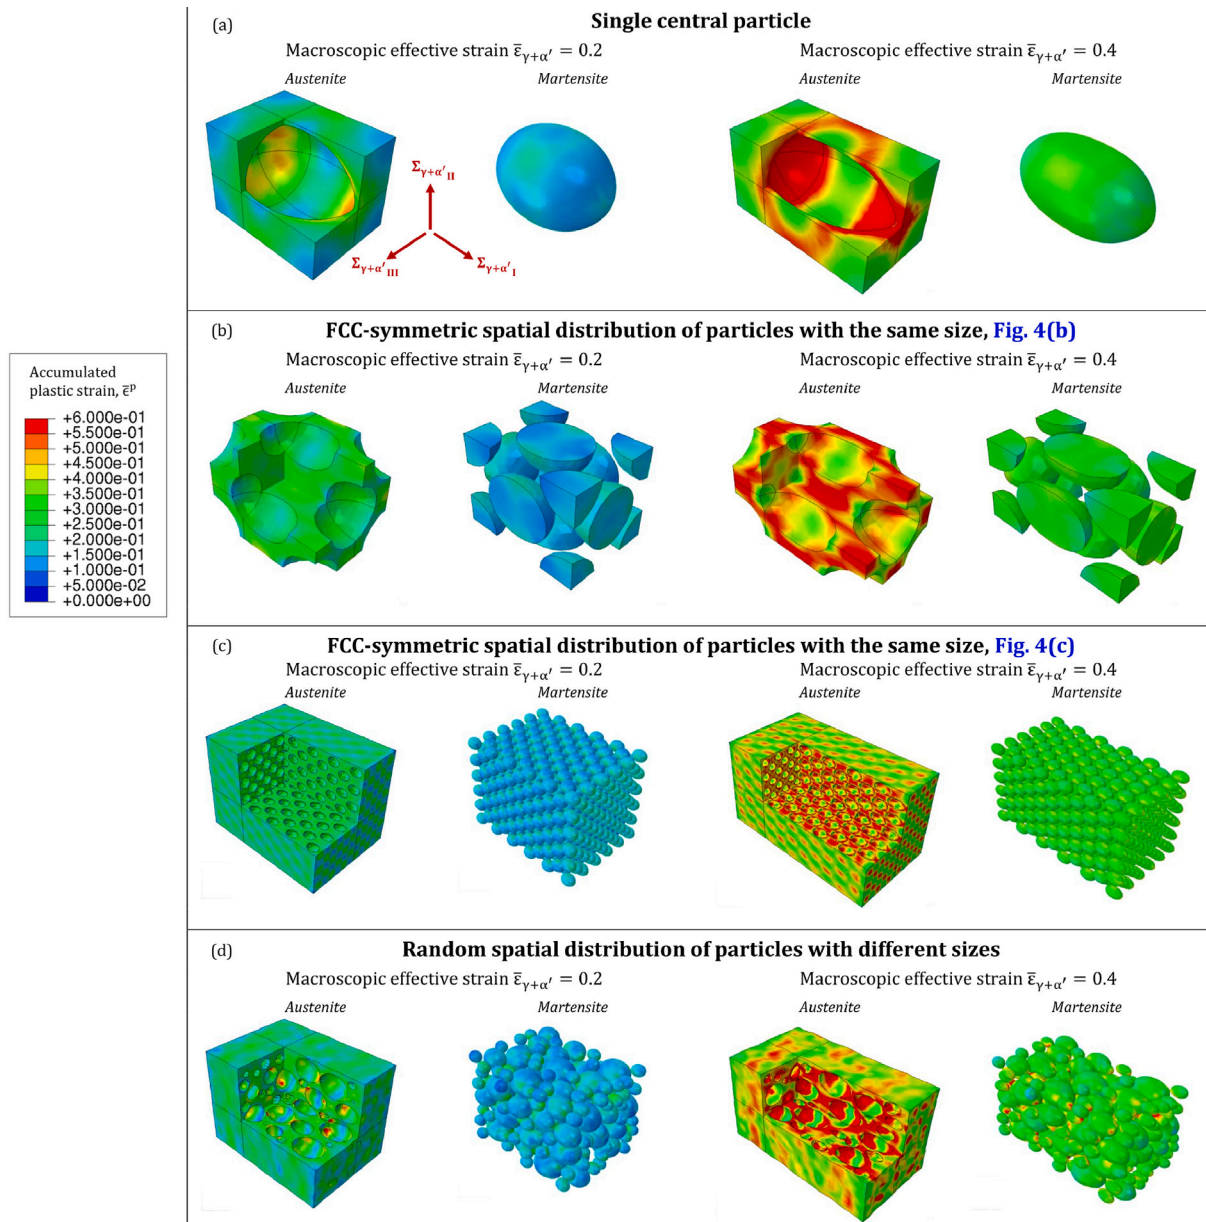 (a) Single central particle
Macroscopic effective strain ε̄γ+α′ = 0.2
Macroscopic effective strain ε̄γ+α′ = 0.4
Austenite
Martensite
Austenite
Martensite
Σγ+α′II
Σγ+α′III
Σγ+α′I
(b) FCC-symmetric spatial distribution of particles with the same size, Fig. 4(b)
Macroscopic effective strain ε̄γ+α′ = 0.2
Macroscopic effective strain ε̄γ+α′ = 0.4
Austenite
Martensite
Austenite
Martensite
Accumulated
plastic strain, ε̄ᵖ
+6.000e-01
+5.500e-01
+5.000e-01
+4.500e-01
+4.000e-01
+3.500e-01
+3.000e-01
+2.500e-01
+2.000e-01
+1.500e-01
+1.000e-01
+5.000e-02
+0.000e+00
(c) FCC-symmetric spatial distribution of particles with the same size, Fig. 4(c)
Macroscopic effective strain ε̄γ+α′ = 0.2
Macroscopic effective strain ε̄γ+α′ = 0.4
Austenite
Martensite
Austenite
Martensite
(d) Random spatial distribution of particles with different sizes
Macroscopic effective strain ε̄γ+α′ = 0.2
Macroscopic effective strain ε̄γ+α′ = 0.4
Austenite
Martensite
Austenite
Martensite